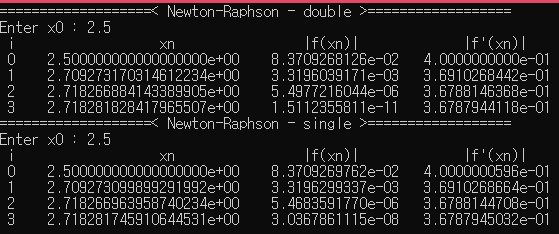 ==================< Newton-Raphson - double >==================
Enter x0 : 2.5
i xn |f(xn)| |f'(xn)|
0 2.500000000000000000e+00 8.3709268126e-02 4.0000000000e-01
1 2.709273170314612234e+00 3.3196039171e-03 3.6910268442e-01
2 2.718266884143389905e+00 5.4977216044e-06 3.6788146368e-01
3 2.718281828417965507e+00 1.5112355811e-11 3.6787944118e-01
==================< Newton-Raphson - single >==================
Enter x0 : 2.5
i xn |f(xn)| |f'(xn)|
0 2.500000000000000000e+00 8.3709269762e-02 4.0000000596e-01
1 2.709273099899291992e+00 3.3196299337e-03 3.6910268664e-01
2 2.718266963958740234e+00 5.4683591770e-06 3.6788144708e-01
3 2.718281745910644531e+00 3.0367861115e-08 3.6787945032e-01